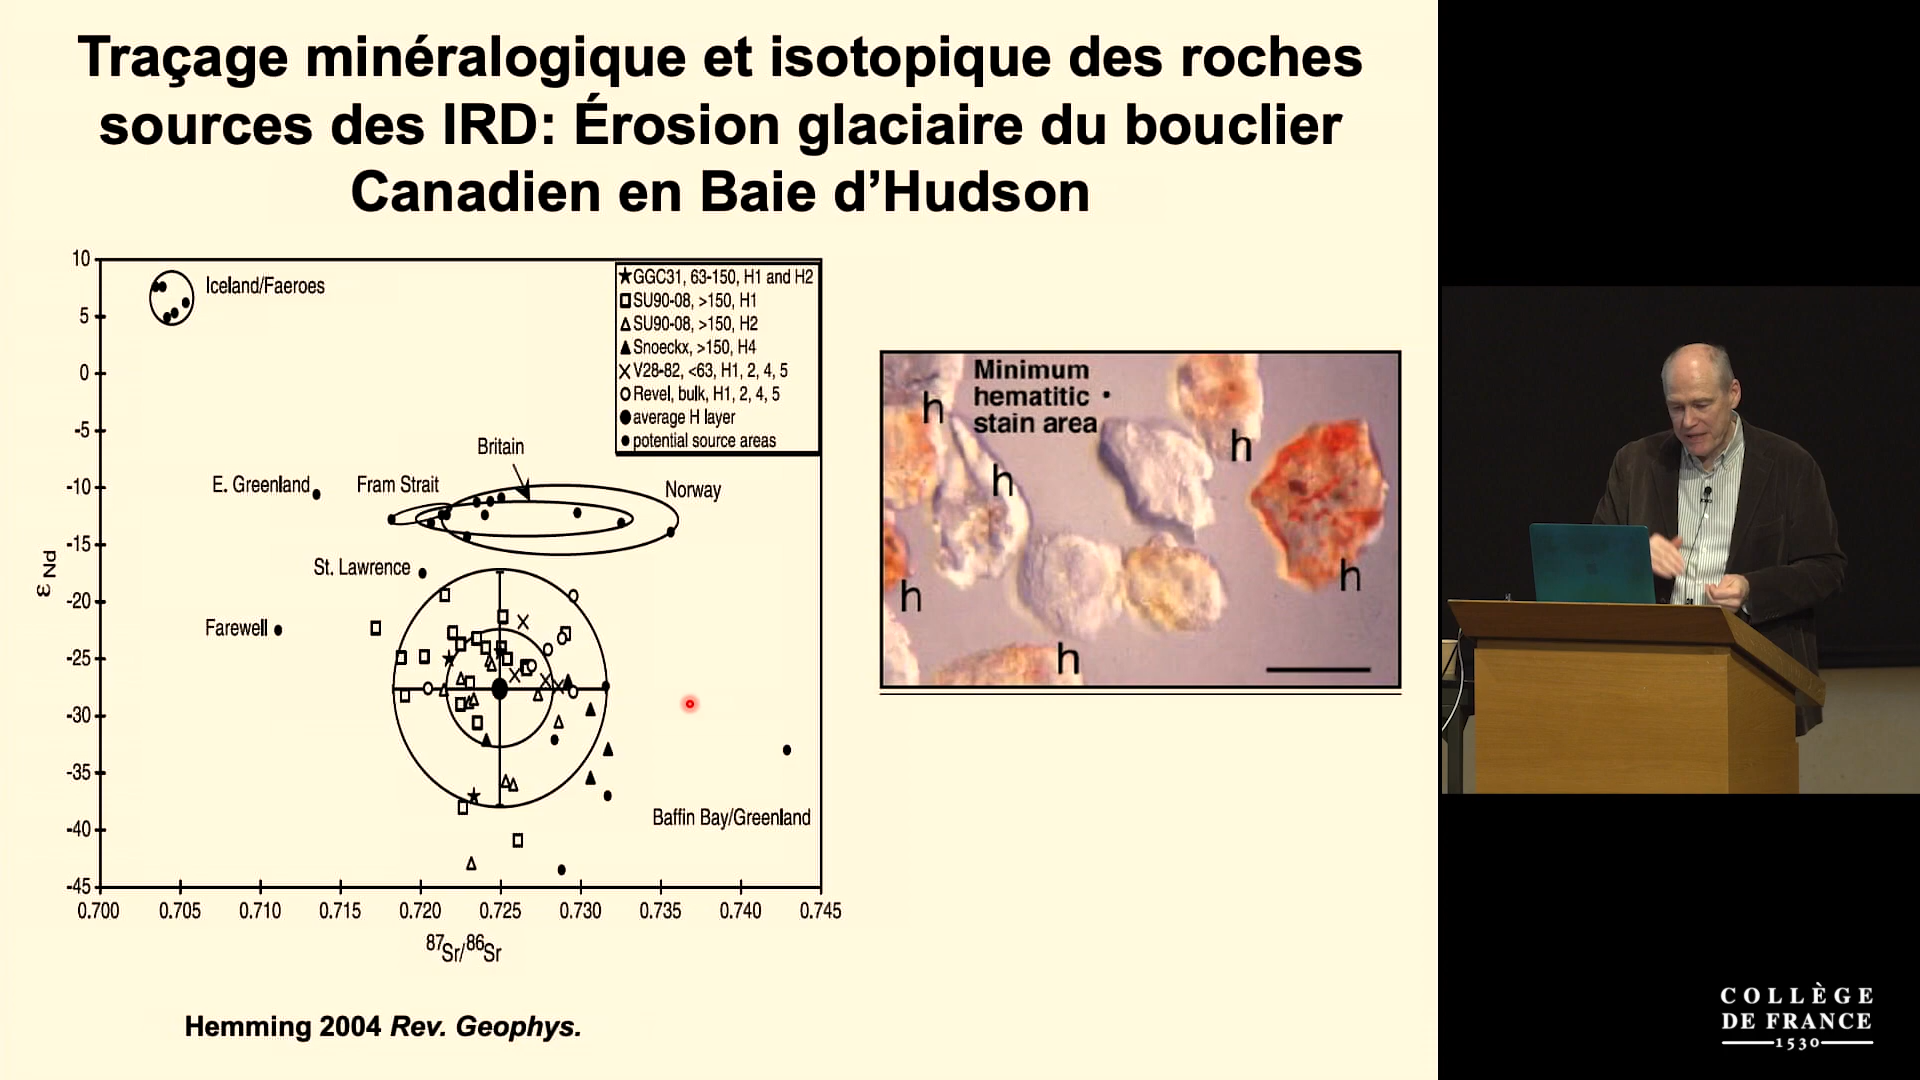 Traçage minéralogique et isotopique des roches
sources des IRD: Érosion glaciaire du bouclier
Canadien en Baie d’Hudson
10
5
0
-5
-10
-15
-20
-25
-30
-35
-40
-45
ε Nd
Iceland/Faeroes
GGC31, 63-150, H1 and H2
SU90-08, >150, H1
SU90-08, >150, H2
Snoeckx, >150, H4
V28-82, <63, H1, 2, 4, 5
Revel, bulk, H1, 2, 4, 5
average H layer
potential source areas
Britain
E. Greenland
Fram Strait
Norway
St. Lawrence
Farewell
Baffin Bay/Greenland
0.700 0.705 0.710 0.715 0.720 0.725 0.730 0.735 0.740 0.745
87Sr/86Sr
Minimum
hematitic
stain area
h
h
h
h
h
h
Hemming 2004 Rev. Geophys.
COLLÈGE
DE FRANCE
1530